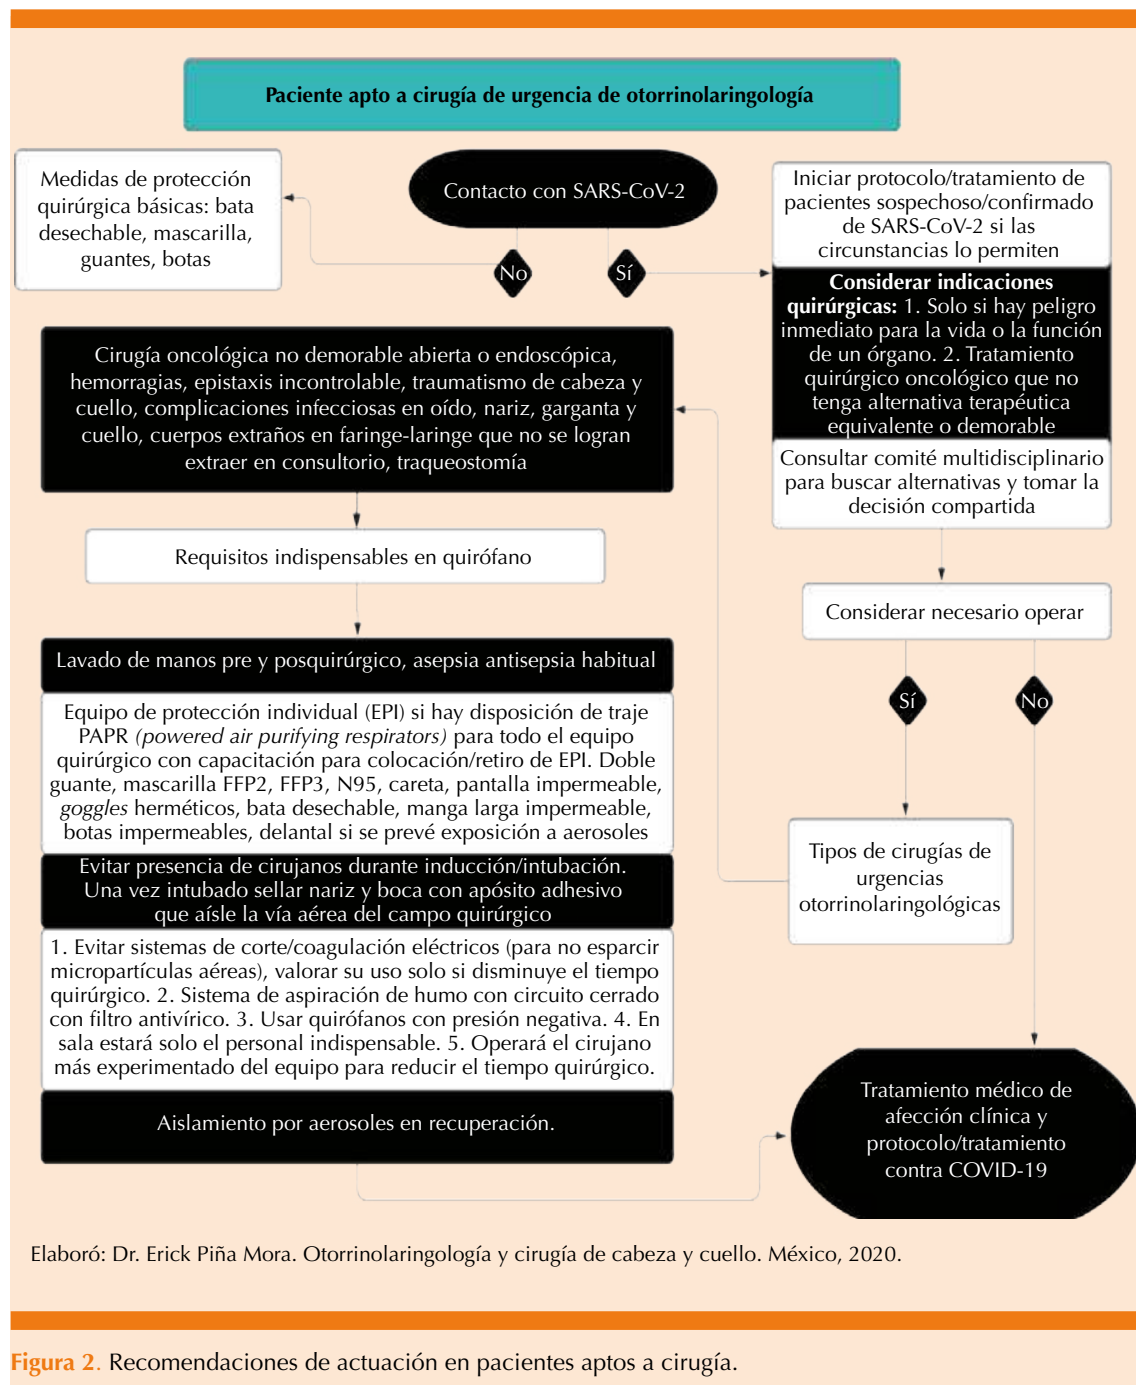 Paciente apto a cirugía de urgencia de otorrinolaringología
Contacto con SARS-CoV-2
No
Sí
Medidas de protección
quirúrgica básicas: bata
desechable, mascarilla,
guantes, botas
Iniciar protocolo/tratamiento de
pacientes sospechoso/confirmado
de SARS-CoV-2 si las
circunstancias lo permiten
Considerar indicaciones
quirúrgicas: 1. Solo si hay peligro
inmediato para la vida o la función
de un órgano. 2. Tratamiento
quirúrgico oncológico que no
tenga alternativa terapéutica
equivalente o demorable
Consultar comité multidisciplinario
para buscar alternativas y tomar la
decisión compartida
Considerar necesario operar
Sí
No
Tipos de cirugías de
urgencias
otorrinolaringológicas
Cirugía oncológica no demorable abierta o endoscópica,
hemorragias, epistaxis incontrolable, traumatismo de cabeza y
cuello, complicaciones infecciosas en oído, nariz, garganta y
cuello, cuerpos extraños en faringe-laringe que no se logran
extraer en consultorio, traqueostomía
Requisitos indispensables en quirófano
Lavado de manos pre y posquirúrgico, asepsia antisepsia habitual
Equipo de protección individual (EPI) si hay disposición de traje
PAPR (powered air purifying respirators) para todo el equipo
quirúrgico con capacitación para colocación/retiro de EPI. Doble
guante, mascarilla FFP2, FFP3, N95, careta, pantalla impermeable,
goggles herméticos, bata desechable, manga larga impermeable,
botas impermeables, delantal si se prevé exposición a aerosoles
Evitar presencia de cirujanos durante inducción/intubación.
Una vez intubado sellar nariz y boca con apósito adhesivo
que aísle la vía aérea del campo quirúrgico
1. Evitar sistemas de corte/coagulación eléctricos (para no esparcir
micropartículas aéreas), valorar su uso solo si disminuye el tiempo
quirúrgico. 2. Sistema de aspiración de humo con circuito cerrado
con filtro antivírico. 3. Usar quirófanos con presión negativa. 4. En
sala estará solo el personal indispensable. 5. Operará el cirujano
más experimentado del equipo para reducir el tiempo quirúrgico.
Aislamiento por aerosoles en recuperación.
Tratamiento médico de
afección clínica y
protocolo/tratamiento
contra COVID-19
Elaboró: Dr. Erick Piña Mora. Otorrinolaringología y cirugía de cabeza y cuello. México, 2020.
Figura 2. Recomendaciones de actuación en pacientes aptos a cirugía.